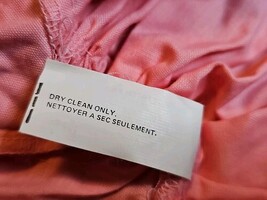 DRY CLEAN ONLY.
NETTOYER A SEC SEULEMENT.